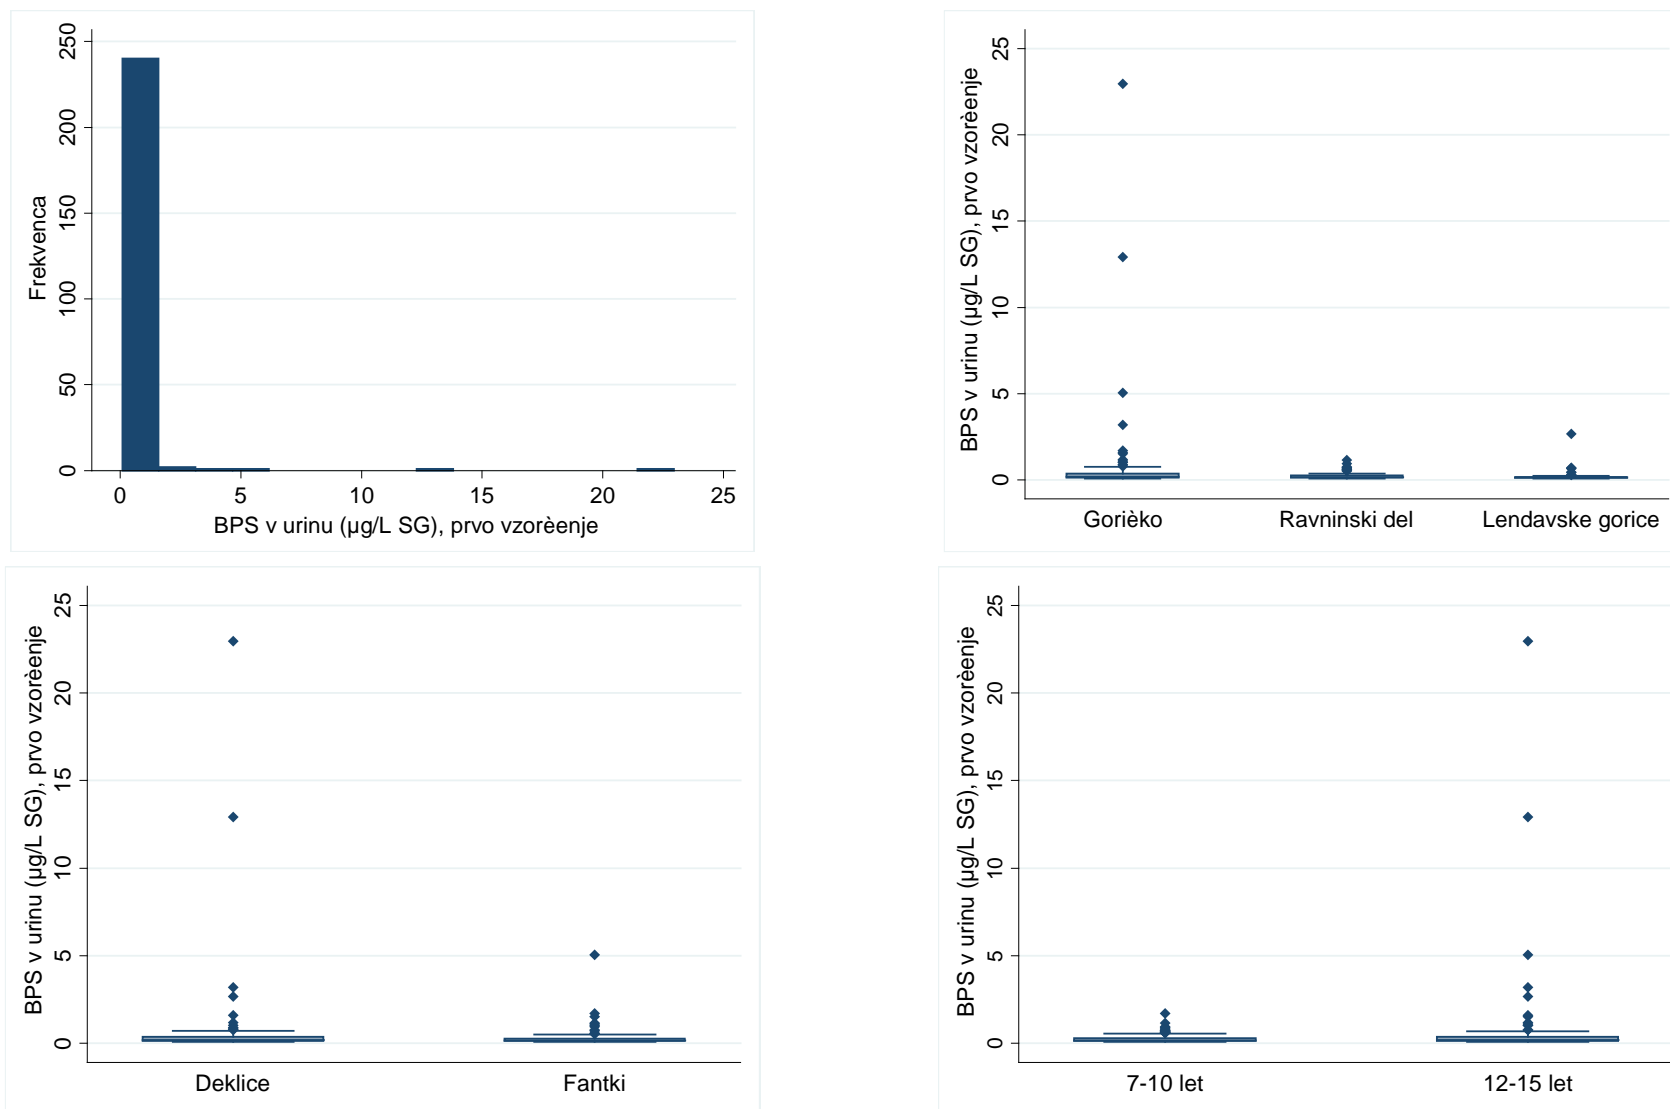 250
200
150
100
50
0
Frekvenca
0 5 10 15 20 25
BPS v urinu (µg/L SG), prvo vzorèenje
25
20
15
10
5
0
BPS v urinu (µg/L SG), prvo vzorèenje
Gorièko Ravninski del Lendavske gorice
25
20
15
10
5
0
BPS v urinu (µg/L SG), prvo vzorèenje
Deklice Fantki
25
20
15
10
5
0
BPS v urinu (µg/L SG), prvo vzorèenje
7-10 let 12-15 let